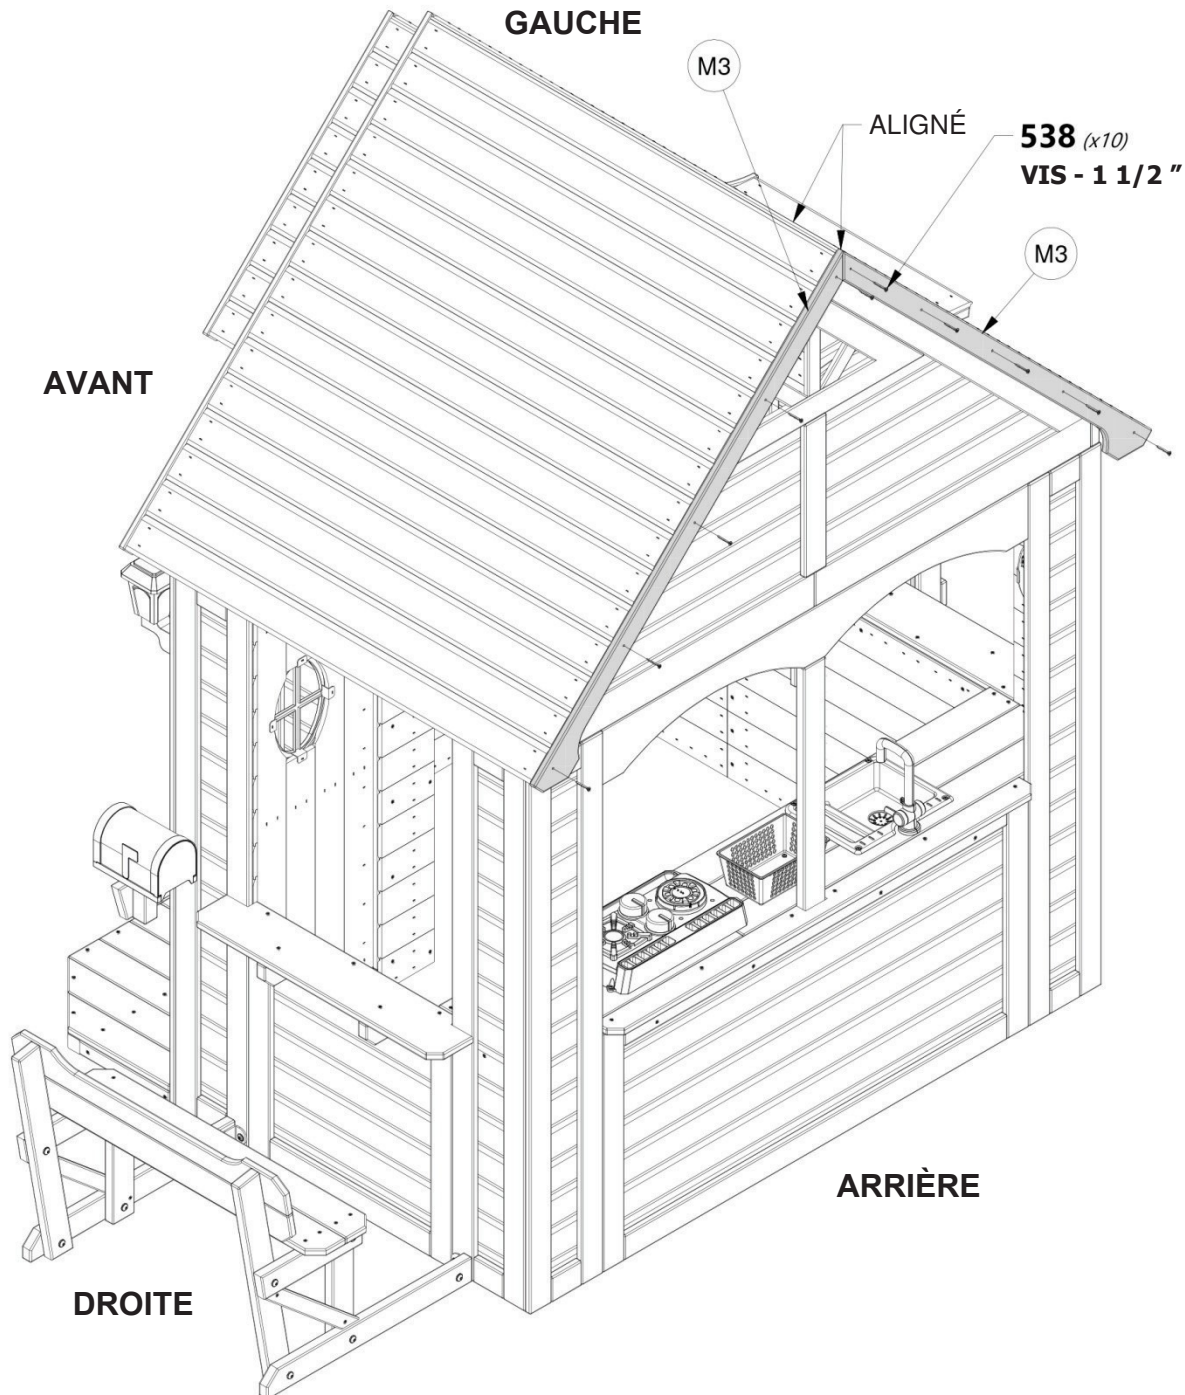 GAUCHE
M3
ALIGNÉ
538 (x10)
VIS - 1 1/2 "
M3
AVANT
ARRIÈRE
DROITE